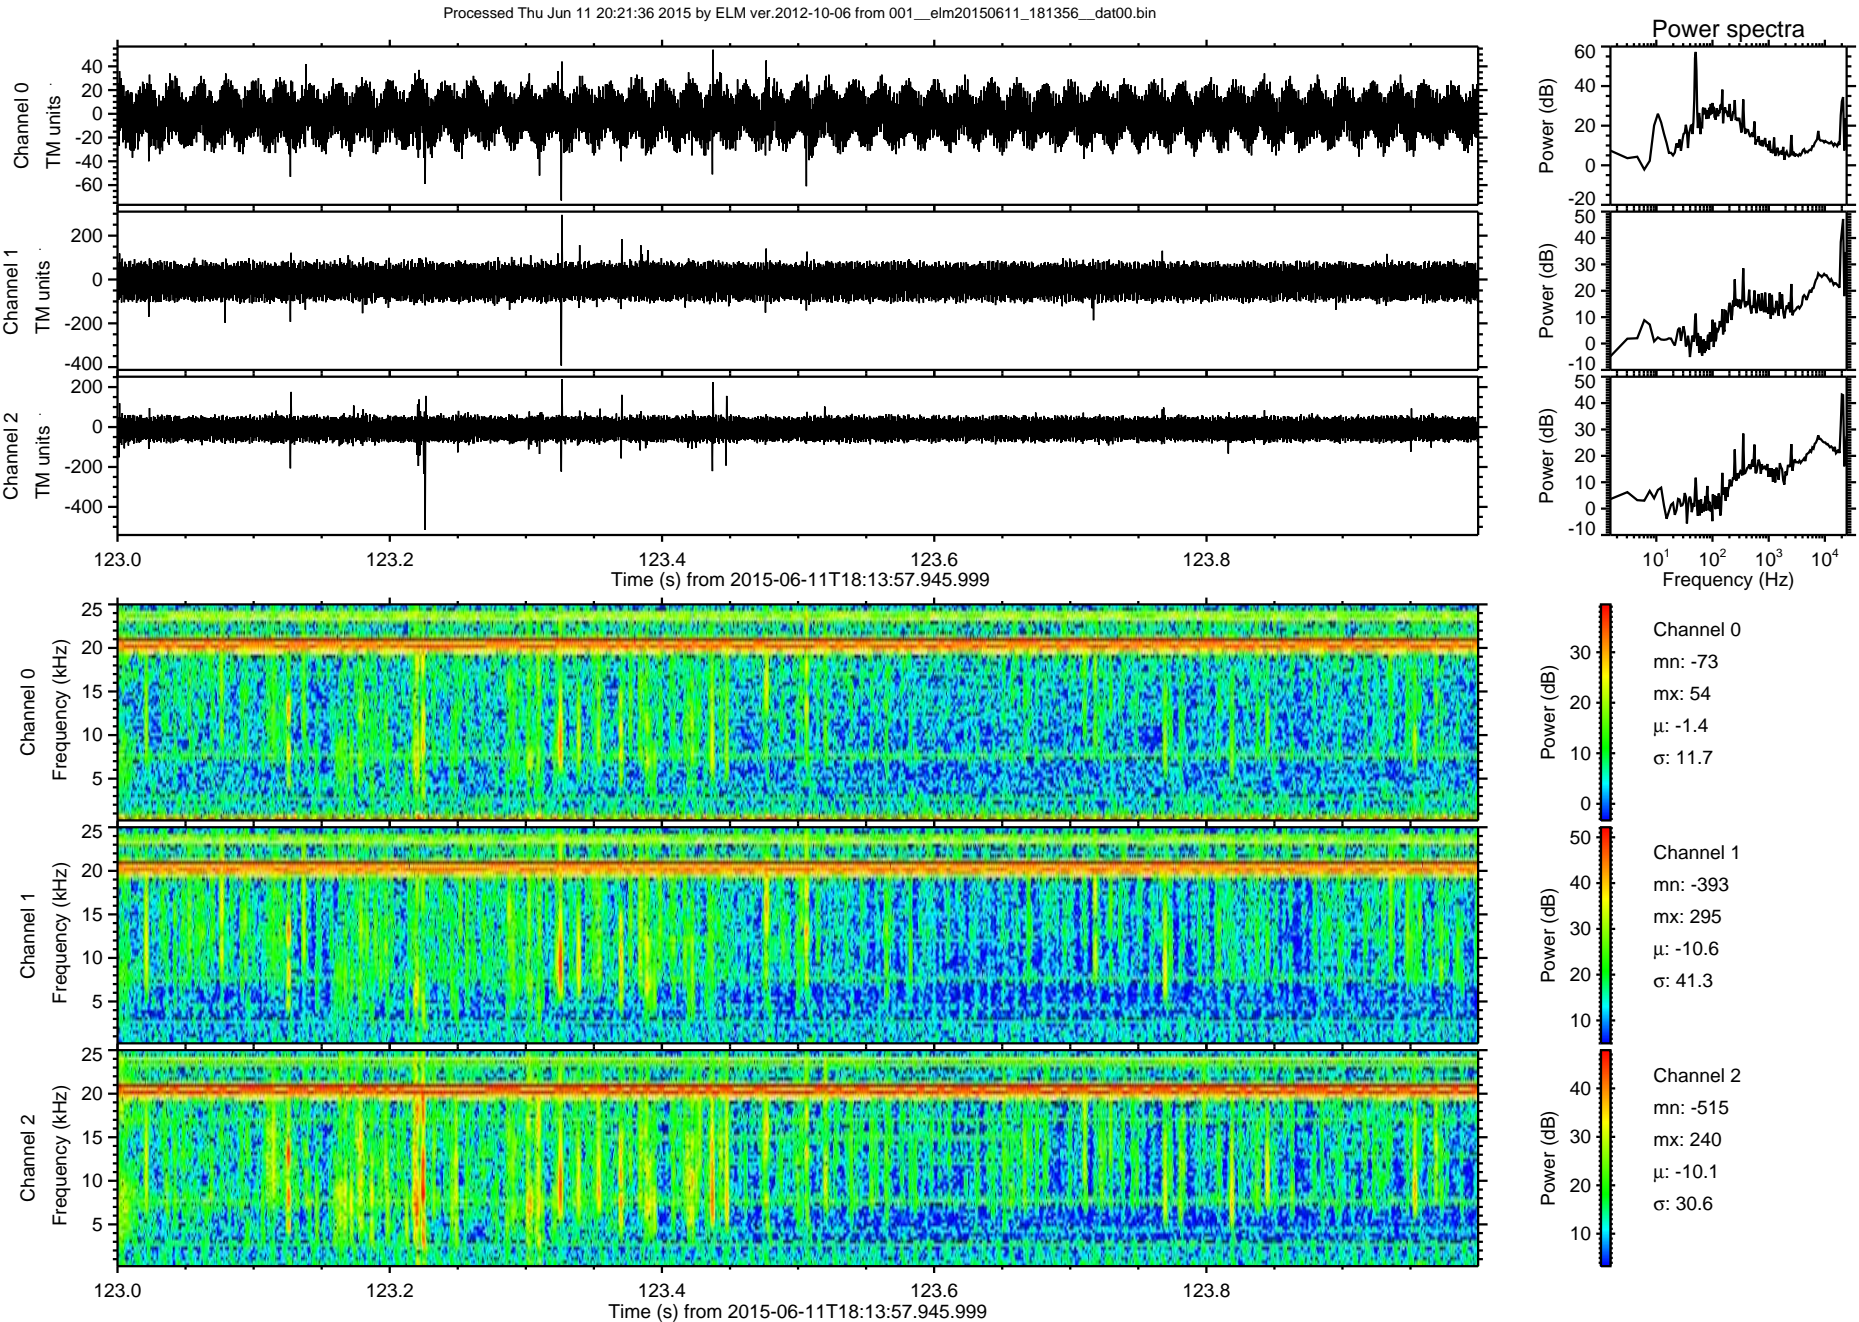 Processed Thu Jun 11 20:21:36 2015 by ELM ver.2012-10-06 from 001__elm20150611_181356__dat00.bin
Power spectra
Channel 0
TM units
40
20
0
-20
-40
-60
Power (dB)
60
40
20
0
-20
Channel 1
TM units
200
0
-200
-400
Power (dB)
50
40
30
20
10
0
-10
Channel 2
TM units
200
0
-200
-400
Power (dB)
50
40
30
20
10
0
-10
123.0
123.2
123.4
123.6
123.8
Time (s) from 2015-06-11T18:13:57.945.999
10^1
10^2
10^3
10^4
Frequency (Hz)
Channel 0
Frequency (kHz)
25
20
15
10
5
Power (dB)
30
20
10
0
Channel 0
mn: -73
mx: 54
μ: -1.4
σ: 11.7
Channel 1
Frequency (kHz)
25
20
15
10
5
Power (dB)
50
40
30
20
10
Channel 1
mn: -393
mx: 295
μ: -10.6
σ: 41.3
Channel 2
Frequency (kHz)
25
20
15
10
5
Power (dB)
40
30
20
10
Channel 2
mn: -515
mx: 240
μ: -10.1
σ: 30.6
123.0
123.2
123.4
123.6
123.8
Time (s) from 2015-06-11T18:13:57.945.999